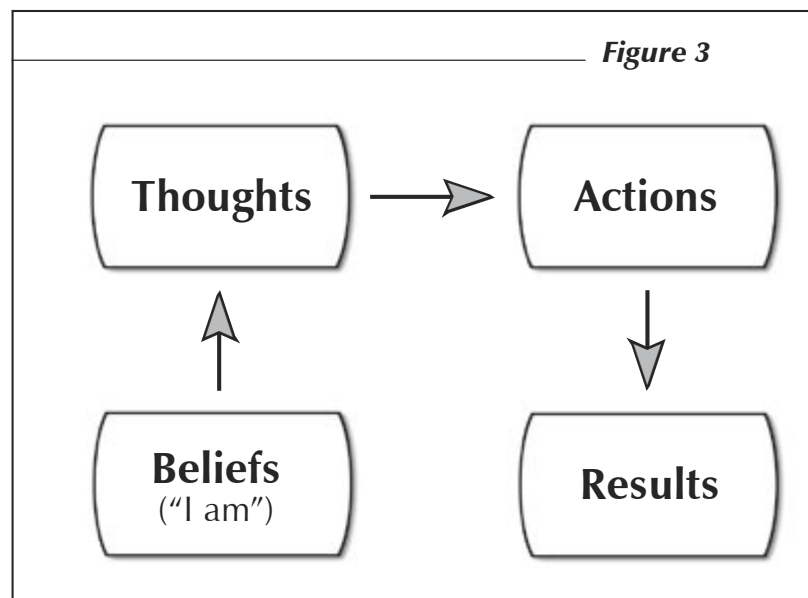 Figure 3
Thoughts
Actions
Beliefs
(“I am”)
Results